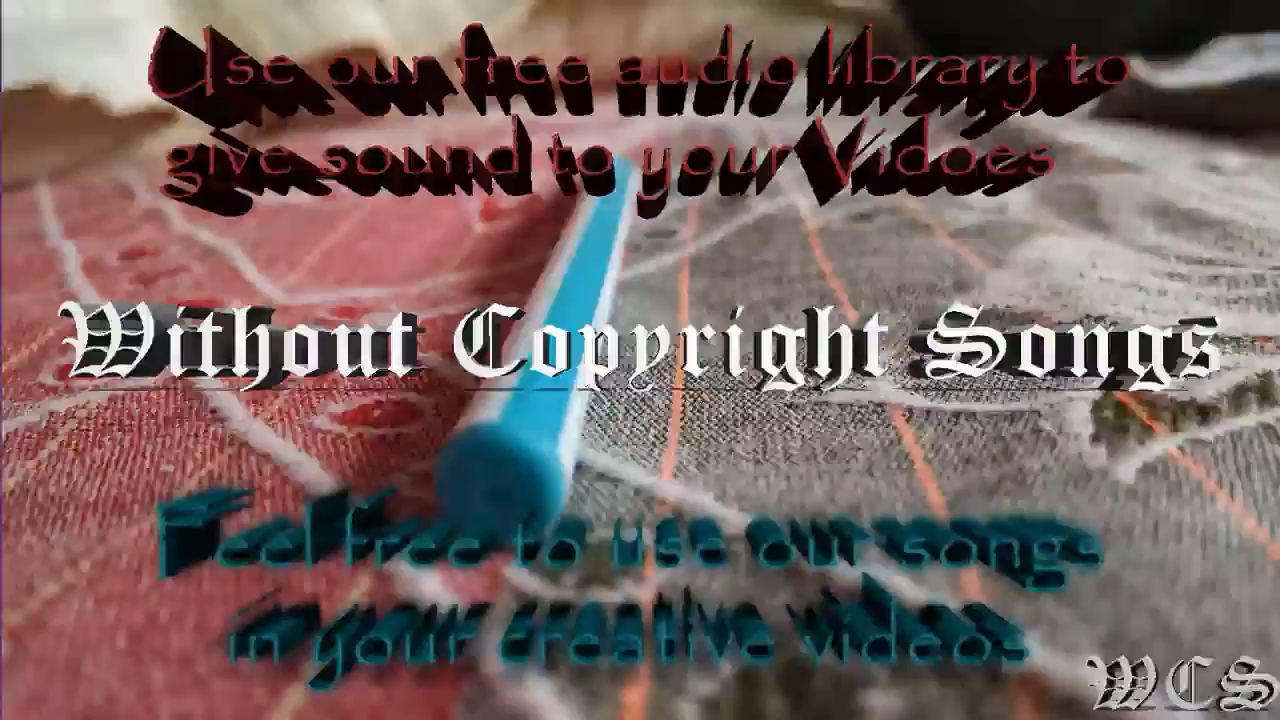 Use our free audio library to
give sound to your Vidoes
Without Copyright Songs
Feel free to use our songs
in your creative videos
WCS